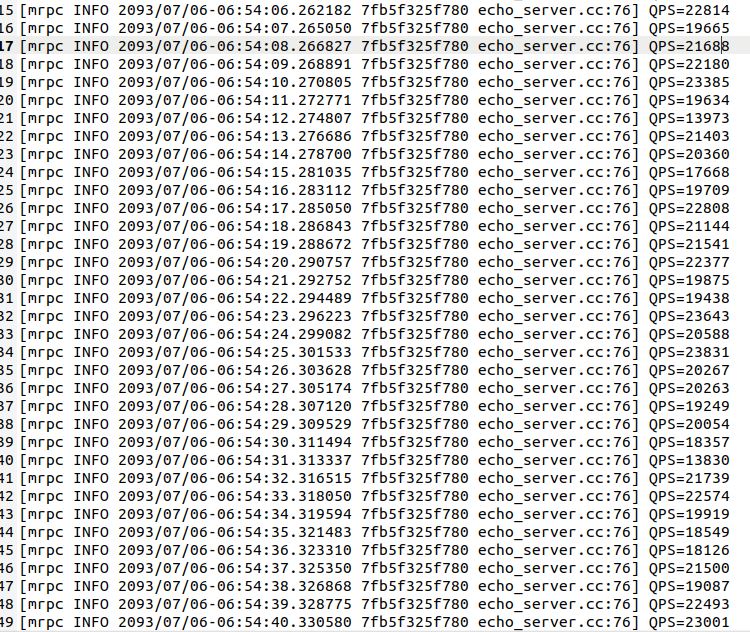 15 [mrpc INFO 2093/07/06-06:54:06.262182 7fb5f325f780 echo_server.cc:76] QPS=22814
16 [mrpc INFO 2093/07/06-06:54:07.265050 7fb5f325f780 echo_server.cc:76] QPS=19665
17 [mrpc INFO 2093/07/06-06:54:08.266827 7fb5f325f780 echo_server.cc:76] QPS=21688
18 [mrpc INFO 2093/07/06-06:54:09.268891 7fb5f325f780 echo_server.cc:76] QPS=22180
19 [mrpc INFO 2093/07/06-06:54:10.270805 7fb5f325f780 echo_server.cc:76] QPS=23385
20 [mrpc INFO 2093/07/06-06:54:11.272771 7fb5f325f780 echo_server.cc:76] QPS=19634
21 [mrpc INFO 2093/07/06-06:54:12.274807 7fb5f325f780 echo_server.cc:76] QPS=13973
22 [mrpc INFO 2093/07/06-06:54:13.276686 7fb5f325f780 echo_server.cc:76] QPS=21403
23 [mrpc INFO 2093/07/06-06:54:14.278700 7fb5f325f780 echo_server.cc:76] QPS=20360
24 [mrpc INFO 2093/07/06-06:54:15.281035 7fb5f325f780 echo_server.cc:76] QPS=17668
25 [mrpc INFO 2093/07/06-06:54:16.283112 7fb5f325f780 echo_server.cc:76] QPS=19709
26 [mrpc INFO 2093/07/06-06:54:17.285050 7fb5f325f780 echo_server.cc:76] QPS=22808
27 [mrpc INFO 2093/07/06-06:54:18.286843 7fb5f325f780 echo_server.cc:76] QPS=21144
28 [mrpc INFO 2093/07/06-06:54:19.288672 7fb5f325f780 echo_server.cc:76] QPS=21541
29 [mrpc INFO 2093/07/06-06:54:20.290757 7fb5f325f780 echo_server.cc:76] QPS=22377
30 [mrpc INFO 2093/07/06-06:54:21.292752 7fb5f325f780 echo_server.cc:76] QPS=19875
31 [mrpc INFO 2093/07/06-06:54:22.294489 7fb5f325f780 echo_server.cc:76] QPS=19438
32 [mrpc INFO 2093/07/06-06:54:23.296223 7fb5f325f780 echo_server.cc:76] QPS=23643
33 [mrpc INFO 2093/07/06-06:54:24.299082 7fb5f325f780 echo_server.cc:76] QPS=20588
34 [mrpc INFO 2093/07/06-06:54:25.301533 7fb5f325f780 echo_server.cc:76] QPS=23831
35 [mrpc INFO 2093/07/06-06:54:26.303628 7fb5f325f780 echo_server.cc:76] QPS=20267
36 [mrpc INFO 2093/07/06-06:54:27.305174 7fb5f325f780 echo_server.cc:76] QPS=20263
37 [mrpc INFO 2093/07/06-06:54:28.307120 7fb5f325f780 echo_server.cc:76] QPS=19249
38 [mrpc INFO 2093/07/06-06:54:29.309529 7fb5f325f780 echo_server.cc:76] QPS=20054
39 [mrpc INFO 2093/07/06-06:54:30.311494 7fb5f325f780 echo_server.cc:76] QPS=18357
40 [mrpc INFO 2093/07/06-06:54:31.313337 7fb5f325f780 echo_server.cc:76] QPS=13830
41 [mrpc INFO 2093/07/06-06:54:32.316515 7fb5f325f780 echo_server.cc:76] QPS=21739
42 [mrpc INFO 2093/07/06-06:54:33.318050 7fb5f325f780 echo_server.cc:76] QPS=22574
43 [mrpc INFO 2093/07/06-06:54:34.319594 7fb5f325f780 echo_server.cc:76] QPS=19919
44 [mrpc INFO 2093/07/06-06:54:35.321483 7fb5f325f780 echo_server.cc:76] QPS=18549
45 [mrpc INFO 2093/07/06-06:54:36.323310 7fb5f325f780 echo_server.cc:76] QPS=18126
46 [mrpc INFO 2093/07/06-06:54:37.325350 7fb5f325f780 echo_server.cc:76] QPS=21500
47 [mrpc INFO 2093/07/06-06:54:38.326868 7fb5f325f780 echo_server.cc:76] QPS=19087
48 [mrpc INFO 2093/07/06-06:54:39.328775 7fb5f325f780 echo_server.cc:76] QPS=22493
49 [mrpc INFO 2093/07/06-06:54:40.330580 7fb5f325f780 echo_server.cc:76] QPS=23001